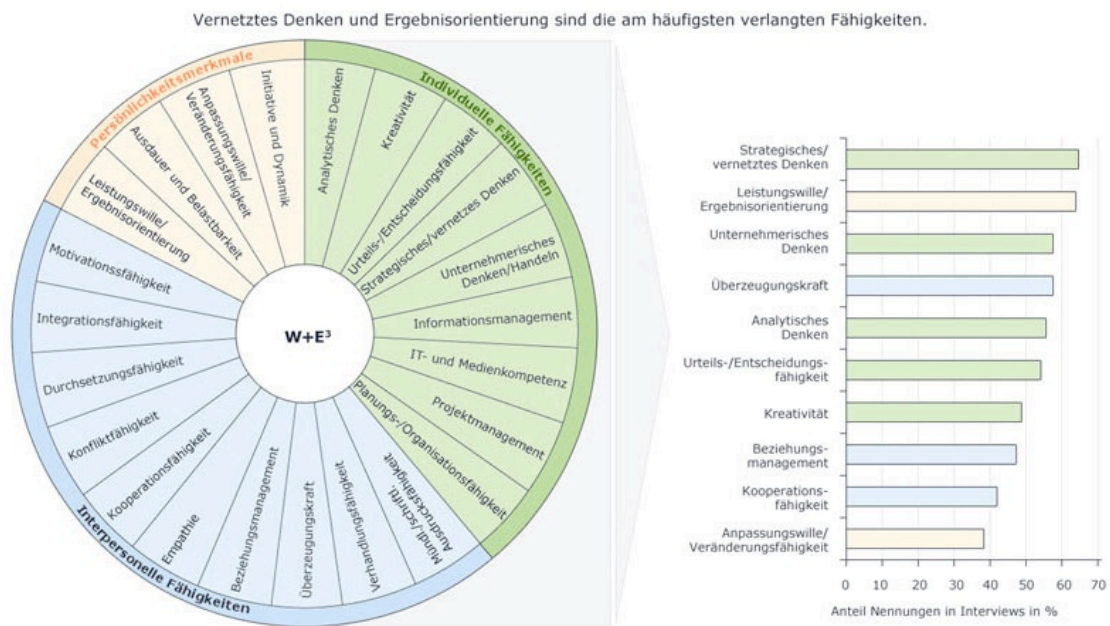 Vernetztes Denken und Ergebnisorientierung sind die am häufigsten verlangten Fähigkeiten.
Persönlichkeitsmerkmale
Individuelle Fähigkeiten
Interpersonelle Fähigkeiten
Leistungswille/
Ergebnisorientierung
Ausdauer und Belastbarkeit
Anpassungswille/
Veränderungsfähigkeit
Initiative und Dynamik
Analytisches Denken
Kreativität
Urteils-/Entscheidungsfähigkeit
Strategisches/vernetzes Denken
Unternehmerisches
Denken/Handeln
Informationsmanagement
IT- und Medienkompetenz
Projektmanagement
Planungs-/Organisationsfähigkeit
Mündl./schriftl.
Ausdrucksfähigkeit
Verhandlungsfähigkeit
Überzeugungskraft
Beziehungsmanagement
Empathie
Kooperationsfähigkeit
Konfliktfähigkeit
Durchsetzungsfähigkeit
Integrationsfähigkeit
Motivationssfähigkeit
W+E³
Strategisches/
vernetztes Denken
Leistungswille/
Ergebnisorientierung
Unternehmerisches
Denken
Überzeugungskraft
Analytisches
Denken
Urteils-/Entscheidungs-
fähigkeit
Kreativität
Beziehungs-
management
Kooperations-
fähigkeit
Anpassungswille/
Veränderungsfähigkeit
0 10 20 30 40 50 60 70
Anteil Nennungen in Interviews in %